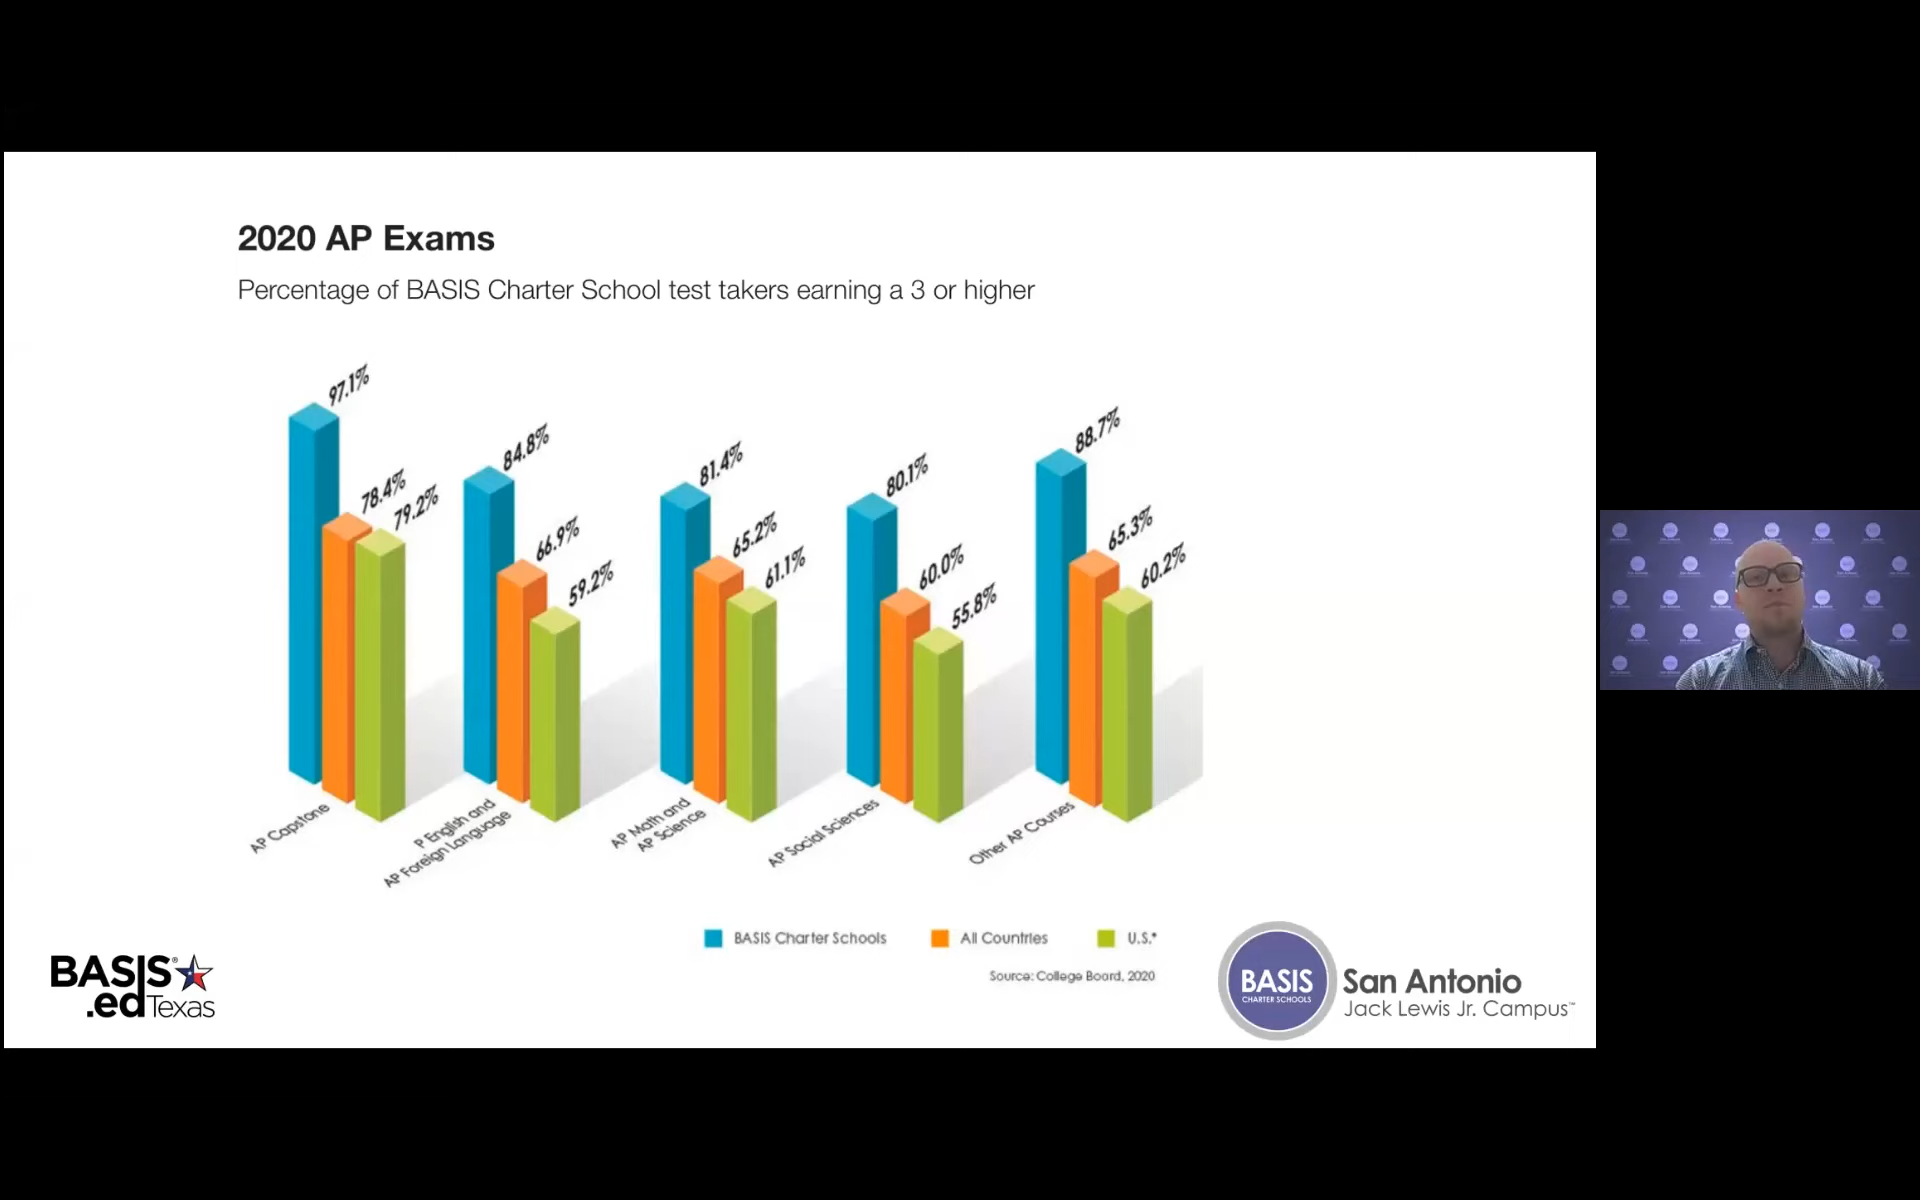 2020 AP Exams
Percentage of BASIS Charter School test takers earning a 3 or higher
97.1%
78.4%
79.2%
84.8%
66.9%
59.2%
81.4%
65.2%
61.1%
80.1%
60.0%
55.8%
88.7%
65.3%
60.2%
AP Capstone
P English and
AP Foreign Language
AP Math and
AP Science
AP Social Sciences
Other AP Courses
BASIS Charter Schools
All Countries
U.S.*
Source: College Board, 2020
BASIS®
.ed Texas
BASIS
CHARTER SCHOOLS
San Antonio
Jack Lewis Jr. Campus™